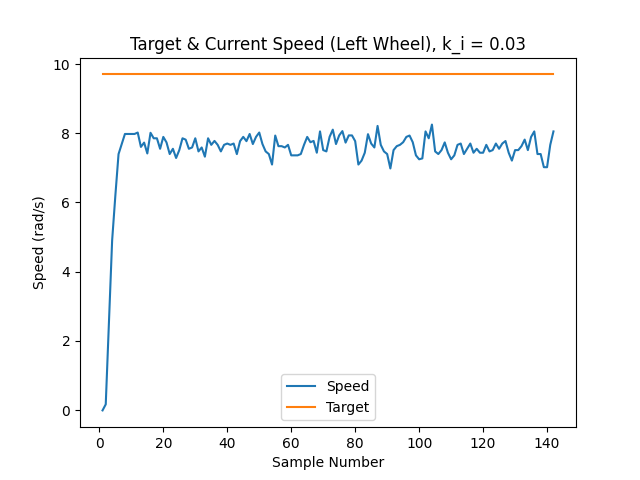 Target & Current Speed (Left Wheel), k_i = 0.03
10
8
6
4
2
0
Speed (rad/s)
Speed
Target
0 20 40 60 80 100 120 140
Sample Number